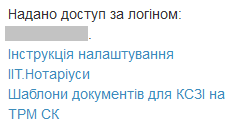 Надано доступ за логіном:
.
Інструкція налаштування
ІІТ.Нотаріуси
Шаблони документів для КСЗІ на
ТРМ СК